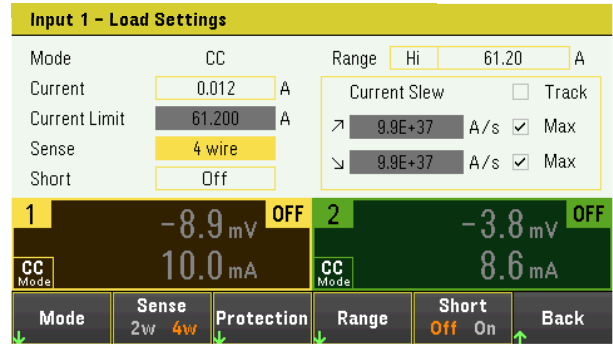 Input 1 – Load Settings
Mode CC Range Hi 61.20 A
Current 0.012 A Current Slew Track
Current Limit 61.200 A 9.9E+37 A/s Max
Sense 4 wire 9.9E+37 A/s Max
Short Off
1 -8.9 mV OFF 2 -3.8 mV OFF
CC Mode 10.0 mA CC Mode 8.6 mA
Mode Sense 2w 4w Protection Range Short Off On Back